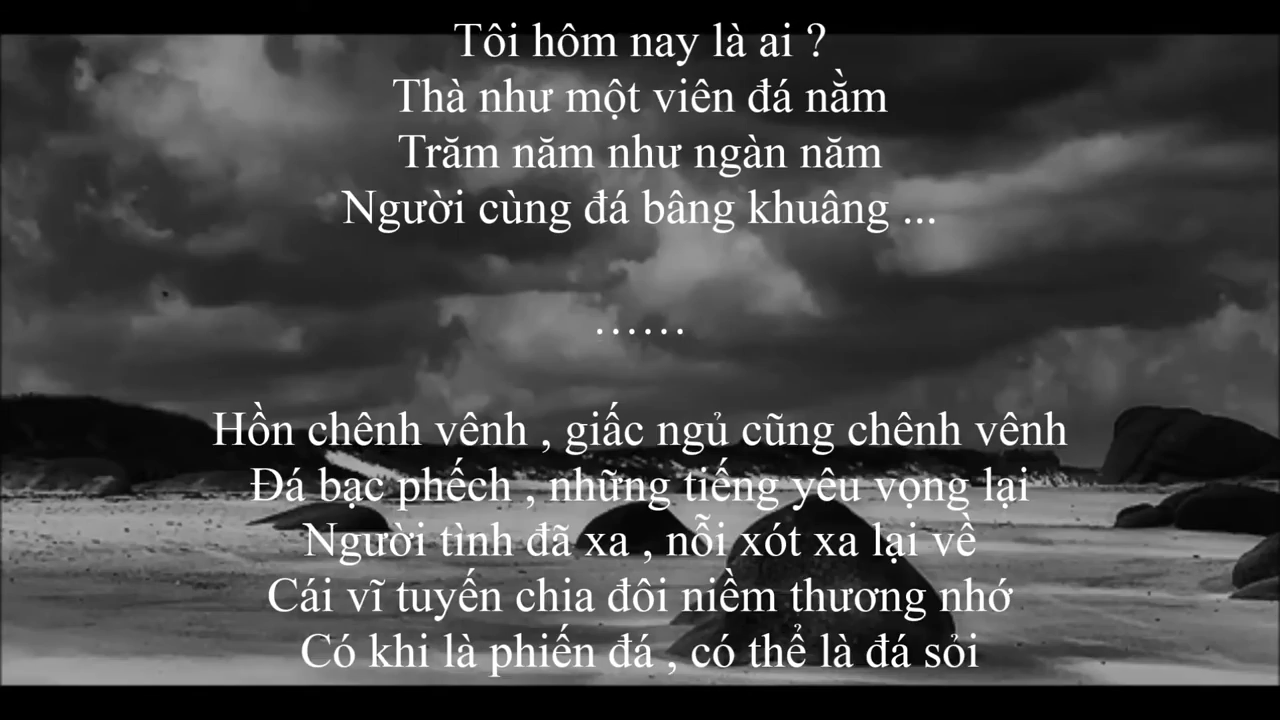 Tôi hôm nay là ai ?
Thà như một viên đá nằm
Trăm năm như ngàn năm
Người cùng đá bâng khuâng ...
......
Hồn chênh vênh , giấc ngủ cũng chênh vênh
Đá bạc phếch , những tiếng yêu vọng lại
Người tình đã xa , nỗi xót xa lại về
Cái vĩ tuyến chia đôi niềm thương nhớ
Có khi là phiến đá , có thể là đá sỏi